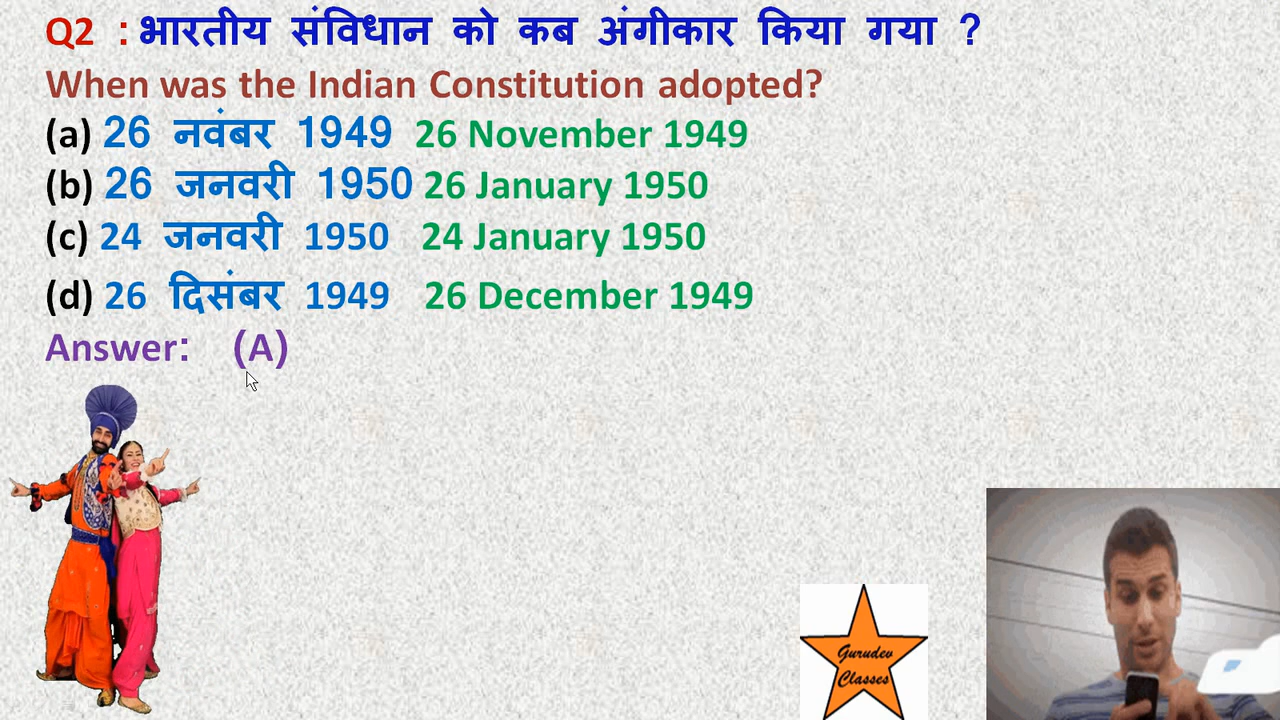 Q2 : भारतीय संविधान को कब अंगीकार किया गया ?
When was the Indian Constitution adopted?
(a) 26 नवंबर 1949 26 November 1949
(b) 26 जनवरी 1950 26 January 1950
(c) 24 जनवरी 1950 24 January 1950
(d) 26 दिसंबर 1949 26 December 1949
Answer: (A)
Gurudev
Classes